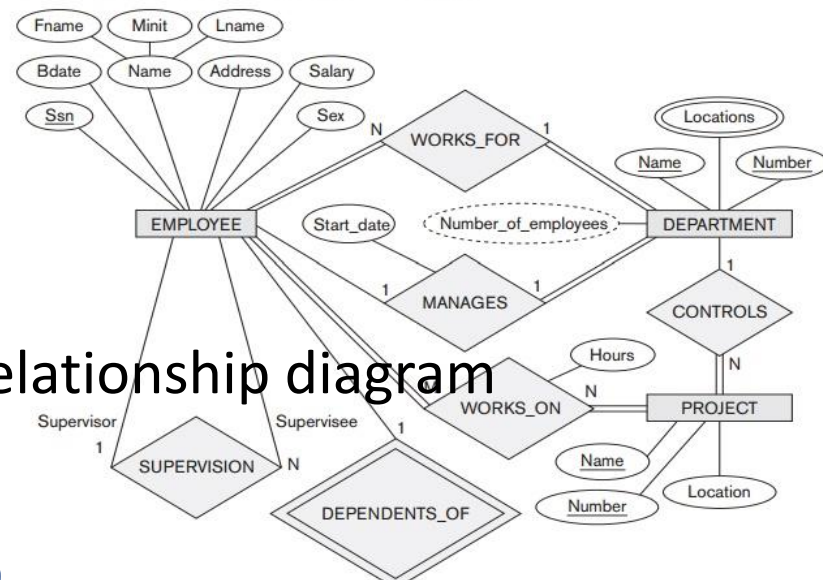 Fname Minit Lname
Bdate Name Address Salary
Ssn
Sex
N
WORKS_FOR
1
Locations
Name
Number
EMPLOYEE
Start_date
Number_of_employees
DEPARTMENT
1
MANAGES
1
1
CONTROLS
N
elationship diagram
Hours
WORKS_ON
N
PROJECT
Supervisor
Supervisee
1
SUPERVISION
N
1
DEPENDENTS_OF
Name
Number
Location